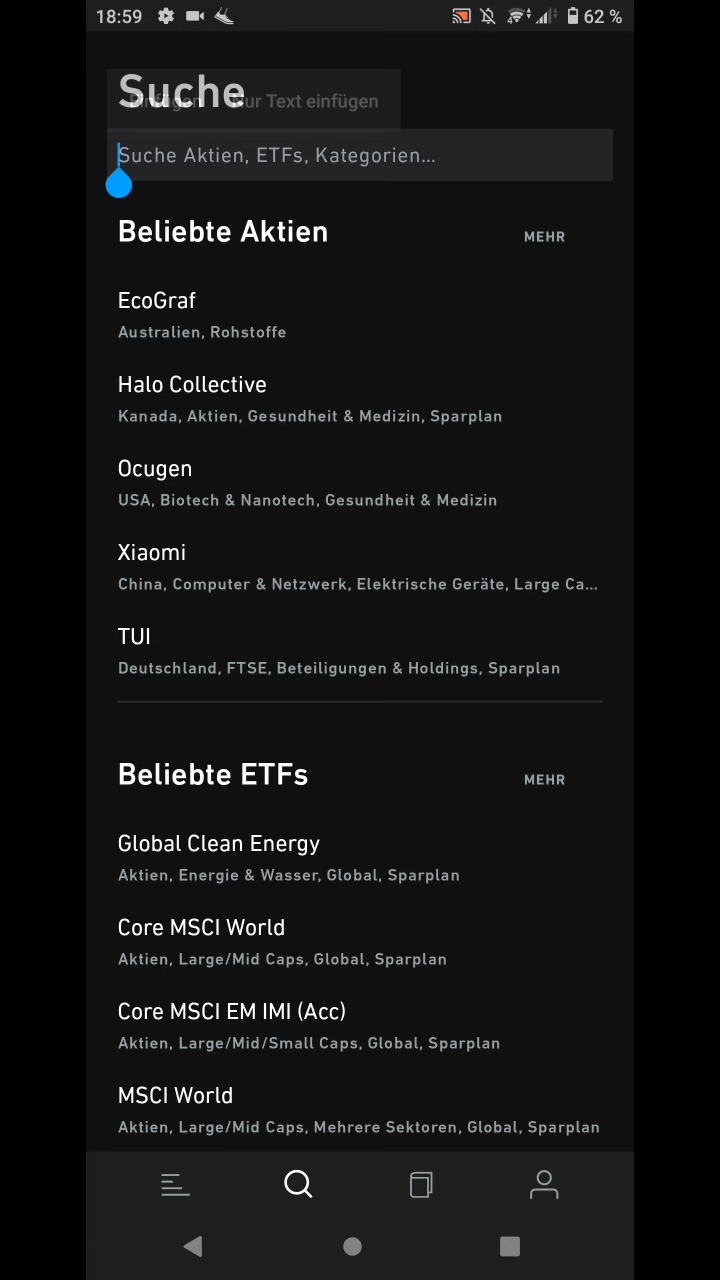 18:59
62 %
Suche
Einfügen Nur Text einfügen
Suche Aktien, ETFs, Kategorien...
Beliebte Aktien
MEHR
EcoGraf
Australien, Rohstoffe
Halo Collective
Kanada, Aktien, Gesundheit & Medizin, Sparplan
Ocugen
USA, Biotech & Nanotech, Gesundheit & Medizin
Xiaomi
China, Computer & Netzwerk, Elektrische Geräte, Large Ca...
TUI
Deutschland, FTSE, Beteiligungen & Holdings, Sparplan
Beliebte ETFs
MEHR
Global Clean Energy
Aktien, Energie & Wasser, Global, Sparplan
Core MSCI World
Aktien, Large/Mid Caps, Global, Sparplan
Core MSCI EM IMI (Acc)
Aktien, Large/Mid/Small Caps, Global, Sparplan
MSCI World
Aktien, Large/Mid Caps, Mehrere Sektoren, Global, Sparplan